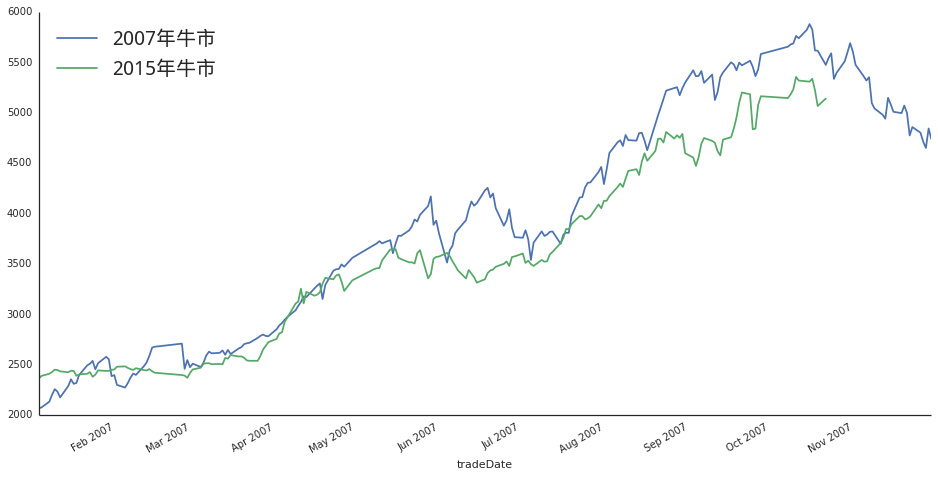 6000
5500
5000
4500
4000
3500
3000
2500
2000
2007年牛市
2015年牛市
Feb 2007
Mar 2007
Apr 2007
May 2007
Jun 2007
Jul 2007
Aug 2007
Sep 2007
Oct 2007
Nov 2007
tradeDate